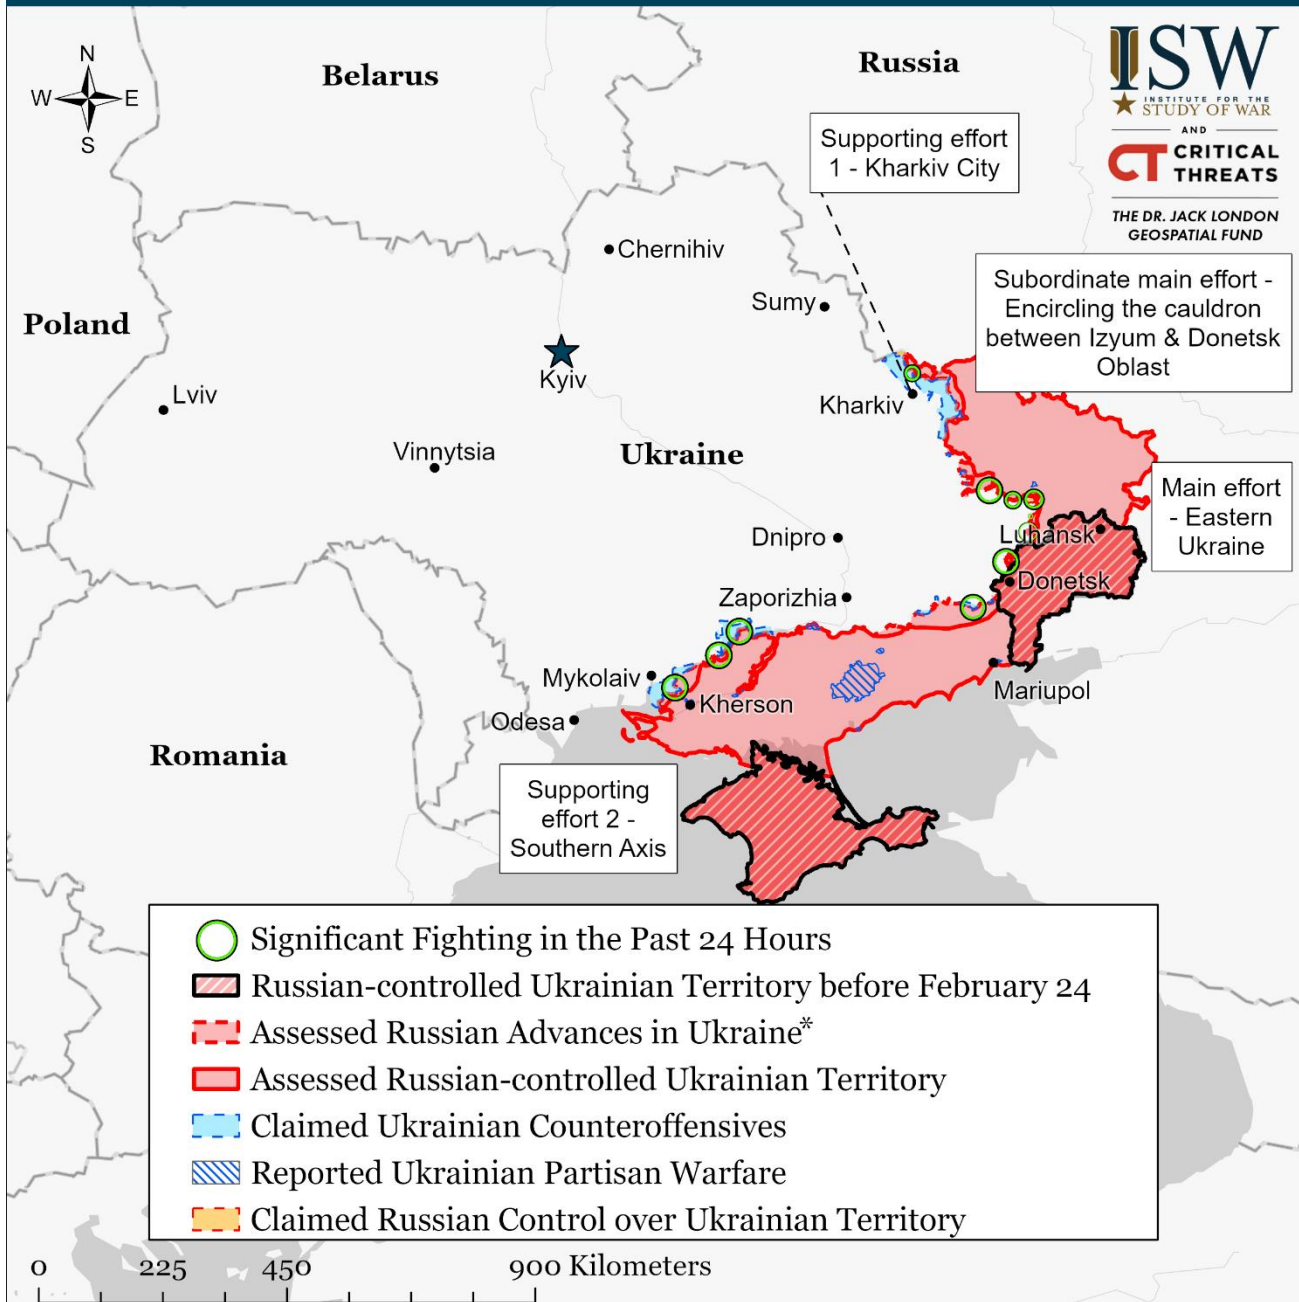 N
W
E
S
Belarus
Russia
ISW
INSTITUTE FOR THE
STUDY OF WAR
AND
CT CRITICAL
THREATS
THE DR. JACK LONDON
GEOSPATIAL FUND
Supporting effort
1 - Kharkiv City
Chernihiv
Subordinate main effort -
Encircling the cauldron
between Izyum & Donetsk
Oblast
Sumy
Poland
Kyiv
Lviv
Kharkiv
Vinnytsia
Ukraine
Main effort
- Eastern
Ukraine
Dnipro
Luhansk
Donetsk
Zaporizhia
Mykolaiv
Mariupol
Kherson
Odesa
Romania
Supporting
effort 2 -
Southern Axis
Significant Fighting in the Past 24 Hours
Russian-controlled Ukrainian Territory before February 24
Assessed Russian Advances in Ukraine*
Assessed Russian-controlled Ukrainian Territory
Claimed Ukrainian Counteroffensives
Reported Ukrainian Partisan Warfare
Claimed Russian Control over Ukrainian Territory
0 225 450 900 Kilometers